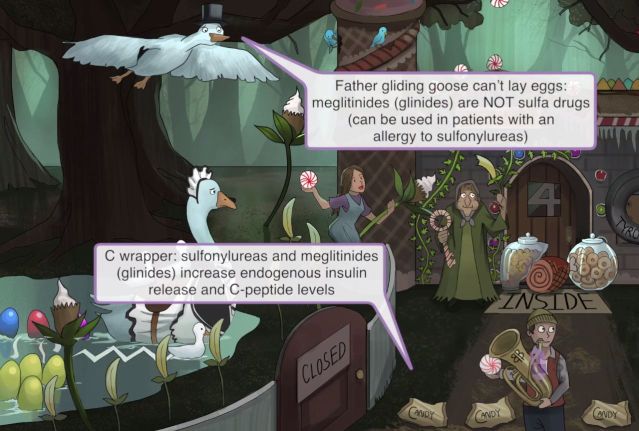 Father gliding goose can't lay eggs:
meglitinides (glinides) are NOT sulfa drugs
(can be used in patients with an
allergy to sulfonylureas)
4
C wrapper: sulfonylureas and meglitinides
(glinides) increase endogenous insulin
release and C-peptide levels
INSIDE
CLOSED
CANDY
CANDY
CANDY